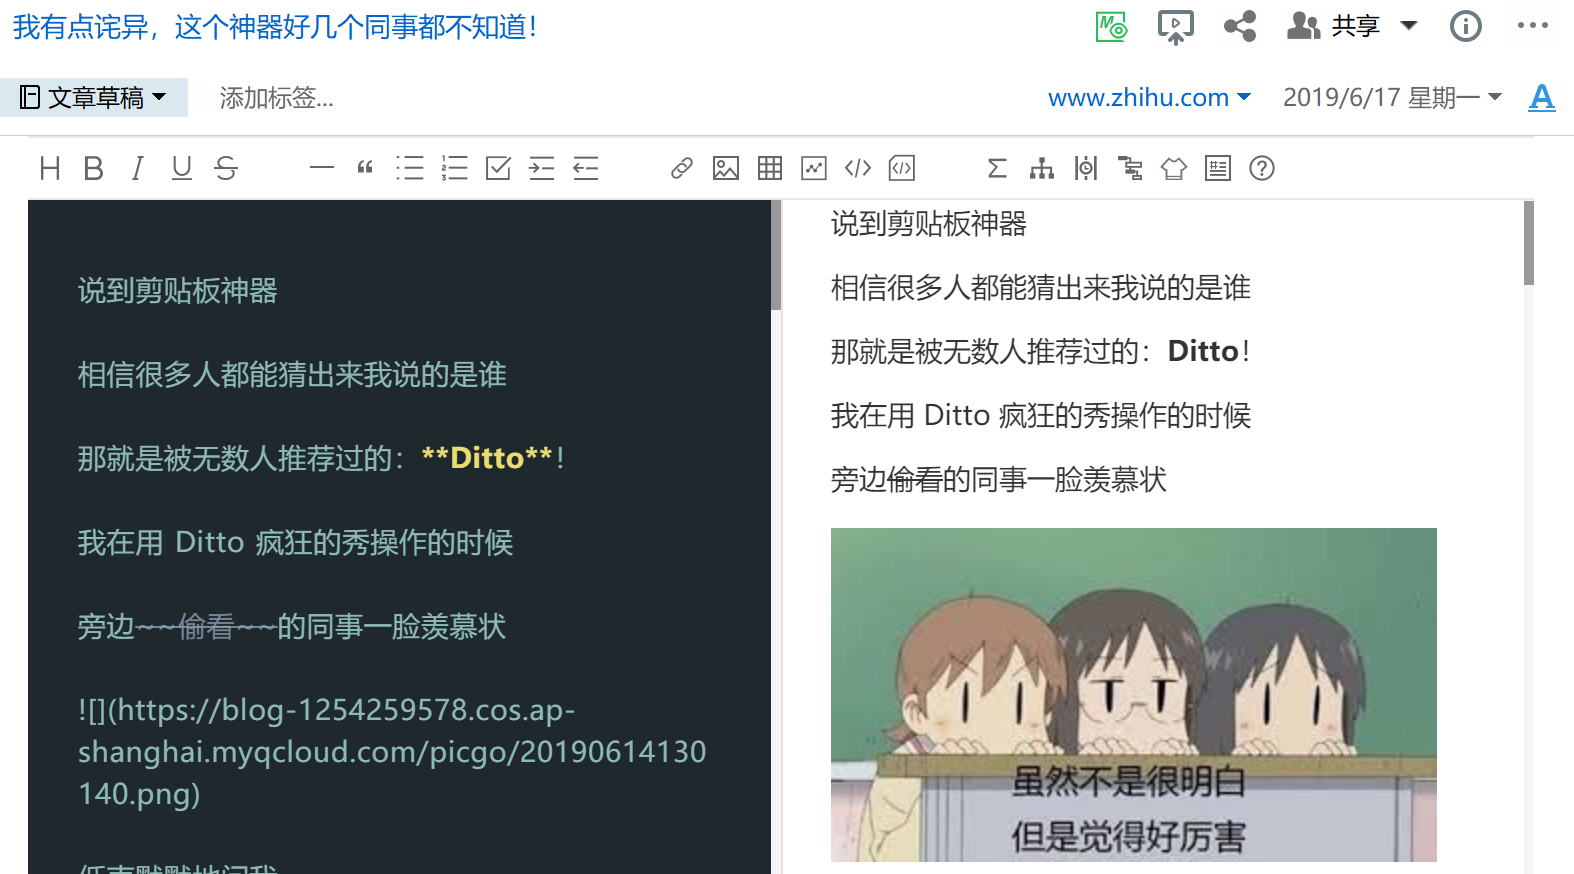 我有点诧异，这个神器好几个同事都不知道！
共享
文章草稿
添加标签...
www.zhihu.com
2019/6/17 星期一
说到剪贴板神器
相信很多人都能猜出来我说的是谁
那就是被无数人推荐过的：**Ditto**！
我在用 Ditto 疯狂的秀操作的时候
旁边~~偷看~~的同事一脸羡慕状
![](https://blog-1254259578.cos.ap-
shanghai.myqcloud.com/picgo/20190614130
140.png)
说到剪贴板神器
相信很多人都能猜出来我说的是谁
那就是被无数人推荐过的：Ditto！
我在用 Ditto 疯狂的秀操作的时候
旁边偷看的同事一脸羡慕状
虽然不是很明白
但是觉得好厉害